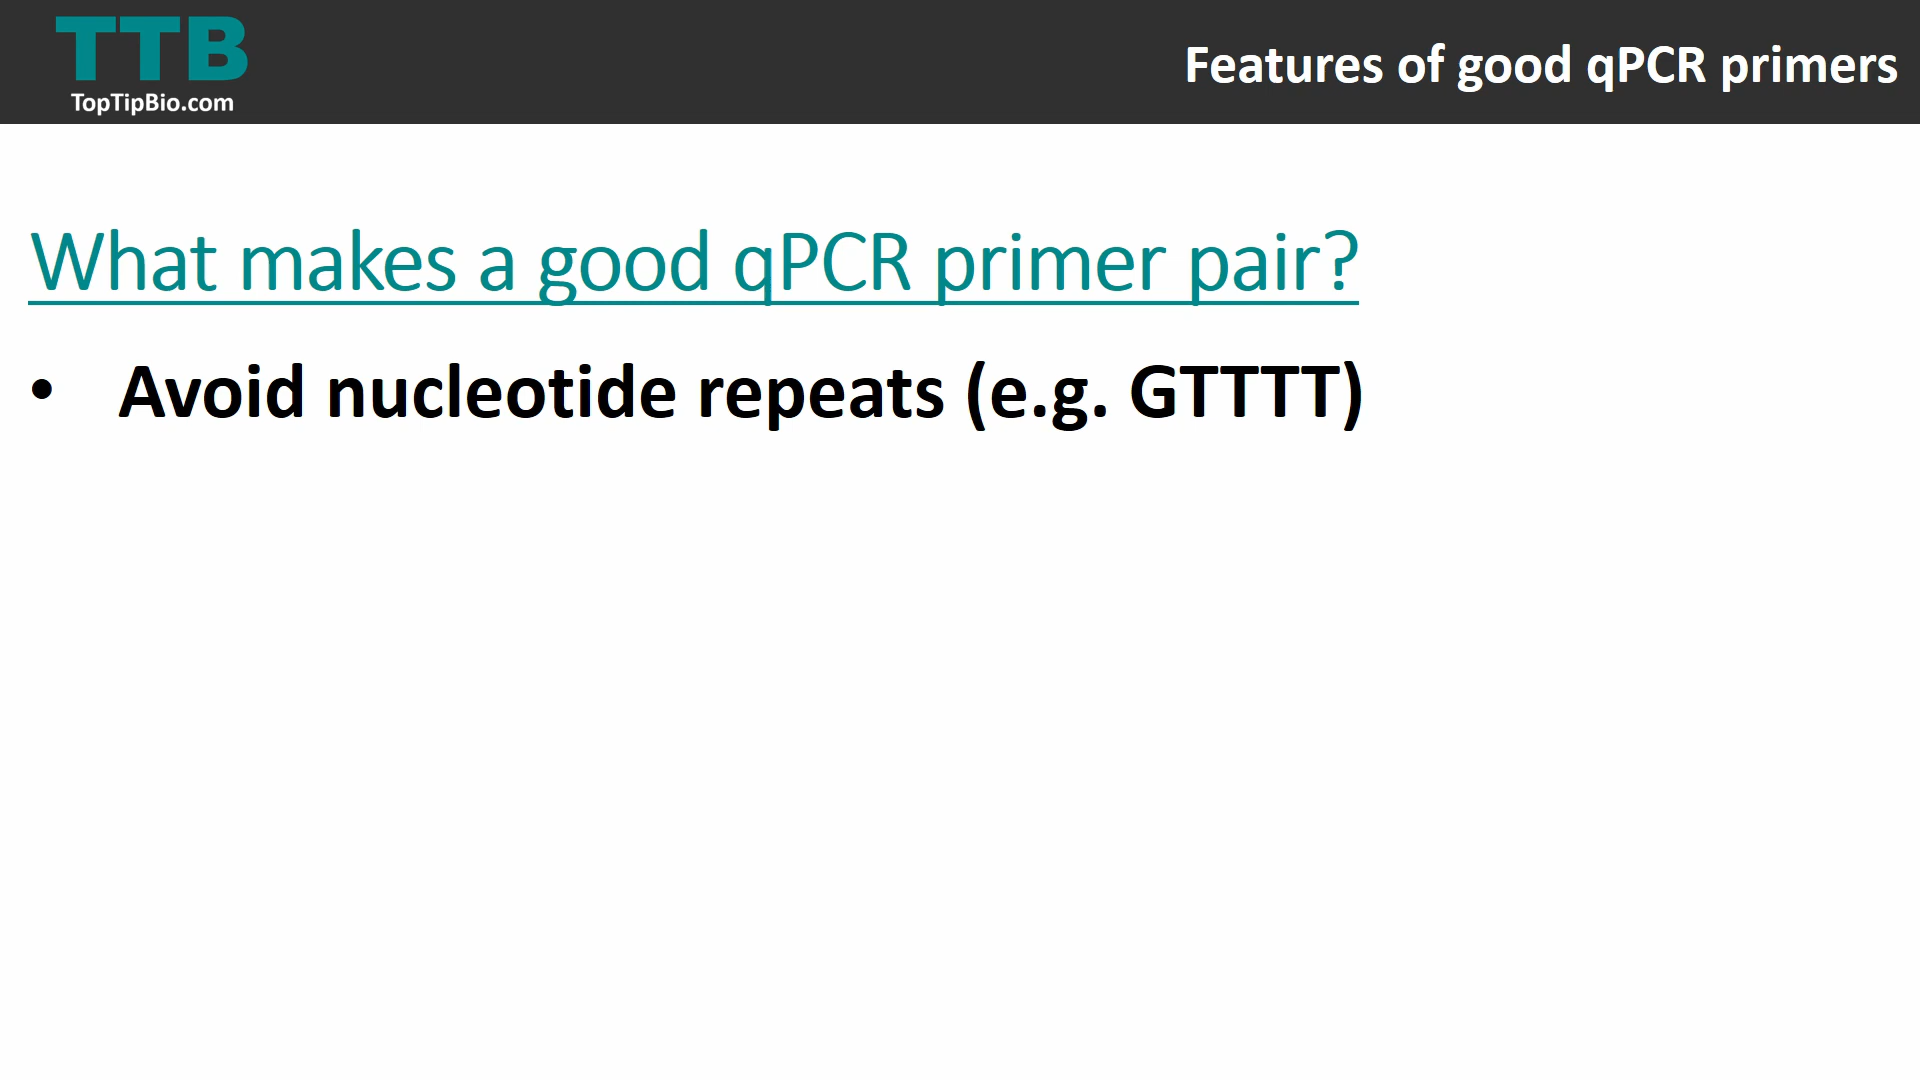 TTB
TopTipBio.com
Features of good qPCR primers
What makes a good qPCR primer pair?
• Avoid nucleotide repeats (e.g. GTTTT)